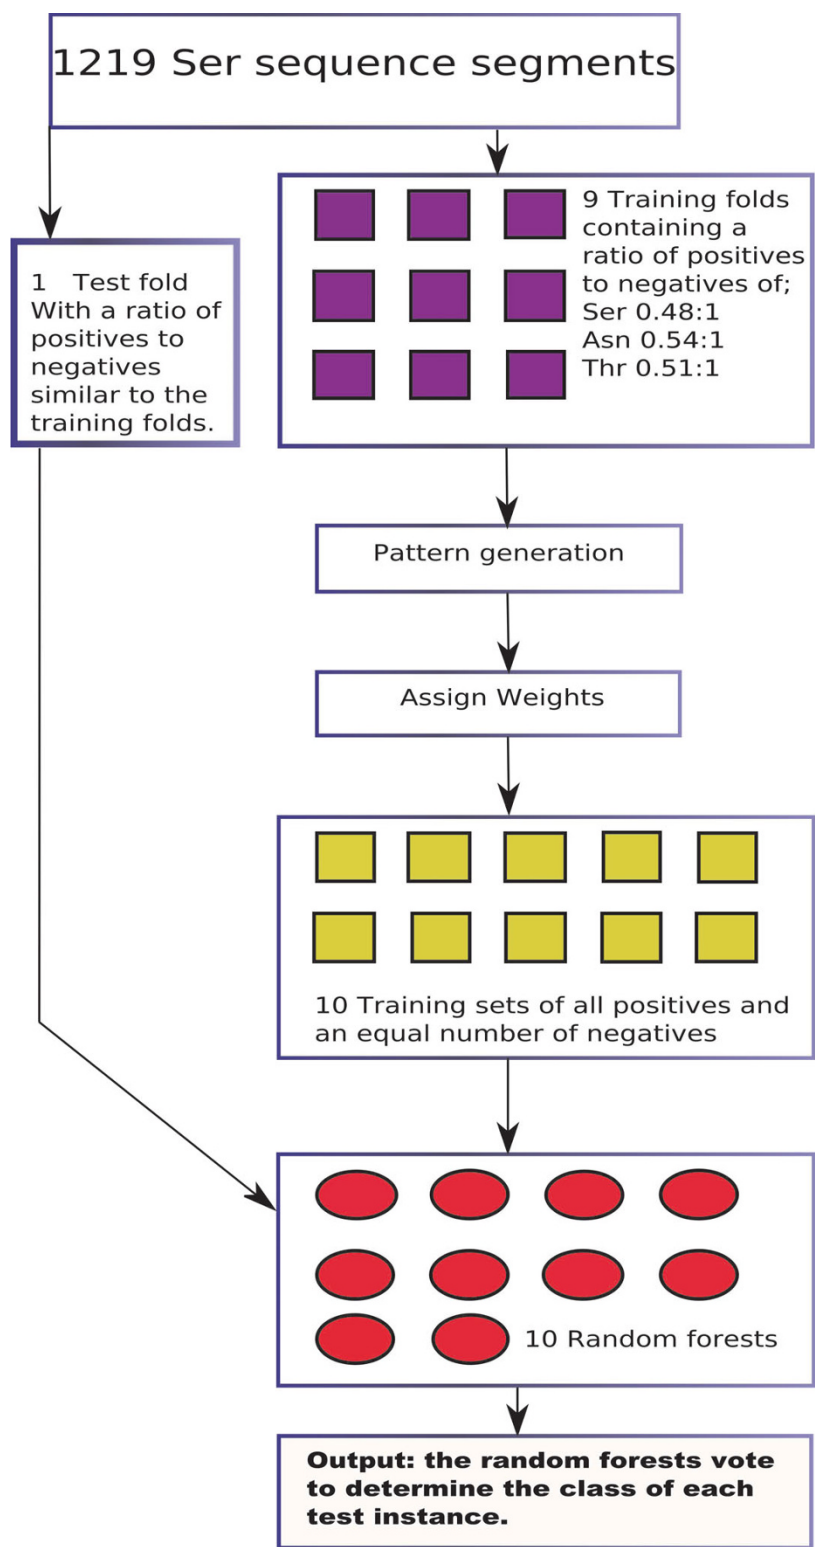 1219 Ser sequence segments
9 Training folds
containing a
ratio of positives
to negatives of;
Ser 0.48:1
Asn 0.54:1
Thr 0.51:1
1 Test fold
With a ratio of
positives to
negatives
similar to the
training folds.
Pattern generation
Assign Weights
10 Training sets of all positives and
an equal number of negatives
10 Random forests
Output: the random forests vote
to determine the class of each
test instance.